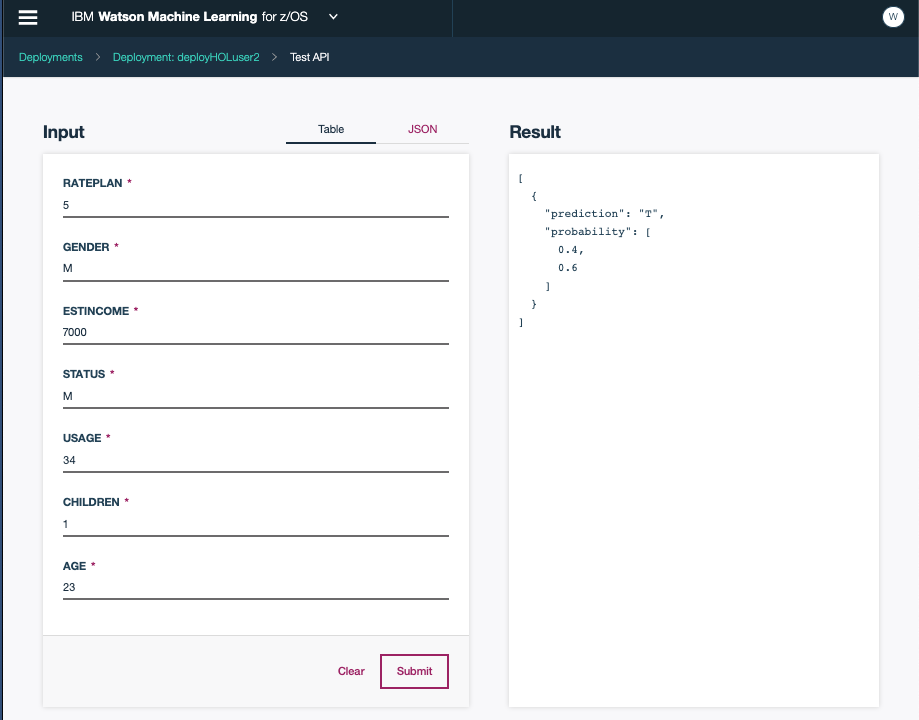 IBM Watson Machine Learning for z/OS
W
Deployments > Deployment: deployHOLuser2 > Test API
Input
Table JSON
RATEPLAN *
5
GENDER *
M
ESTINCOME *
7000
STATUS *
M
USAGE *
34
CHILDREN *
1
AGE *
23
Clear Submit
Result
[
{
"prediction": "T",
"probability": [
0.4,
0.6
]
}
]